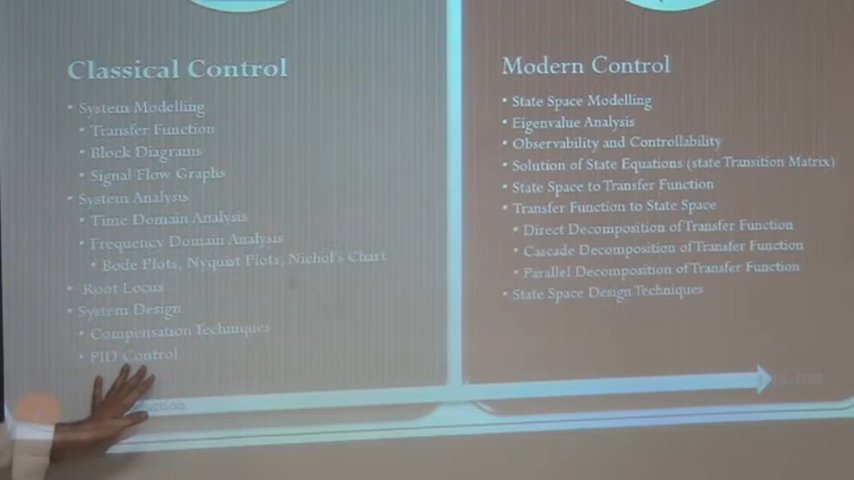 Classical Control
• System Modelling
• Transfer Function
• Block Diagrams
• Signal Flow Graphs
• System Analysis
• Time Domain Analysis
• Frequency Domain Analysis
• Bode Plots, Nyquist Plots, Nichol's Chart
• Root Locus
• System Design
• Compensation Techniques
• PID Control
Modern Control
• State Space Modelling
• Eigenvalue Analysis
• Observability and Controllability
• Solution of State Equations (state Transition Matrix)
• State Space to Transfer Function
• Transfer Function to State Space
• Direct Decomposition of Transfer Function
• Cascade Decomposition of Transfer Function
• Parallel Decomposition of Transfer Function
• State Space Design Techniques